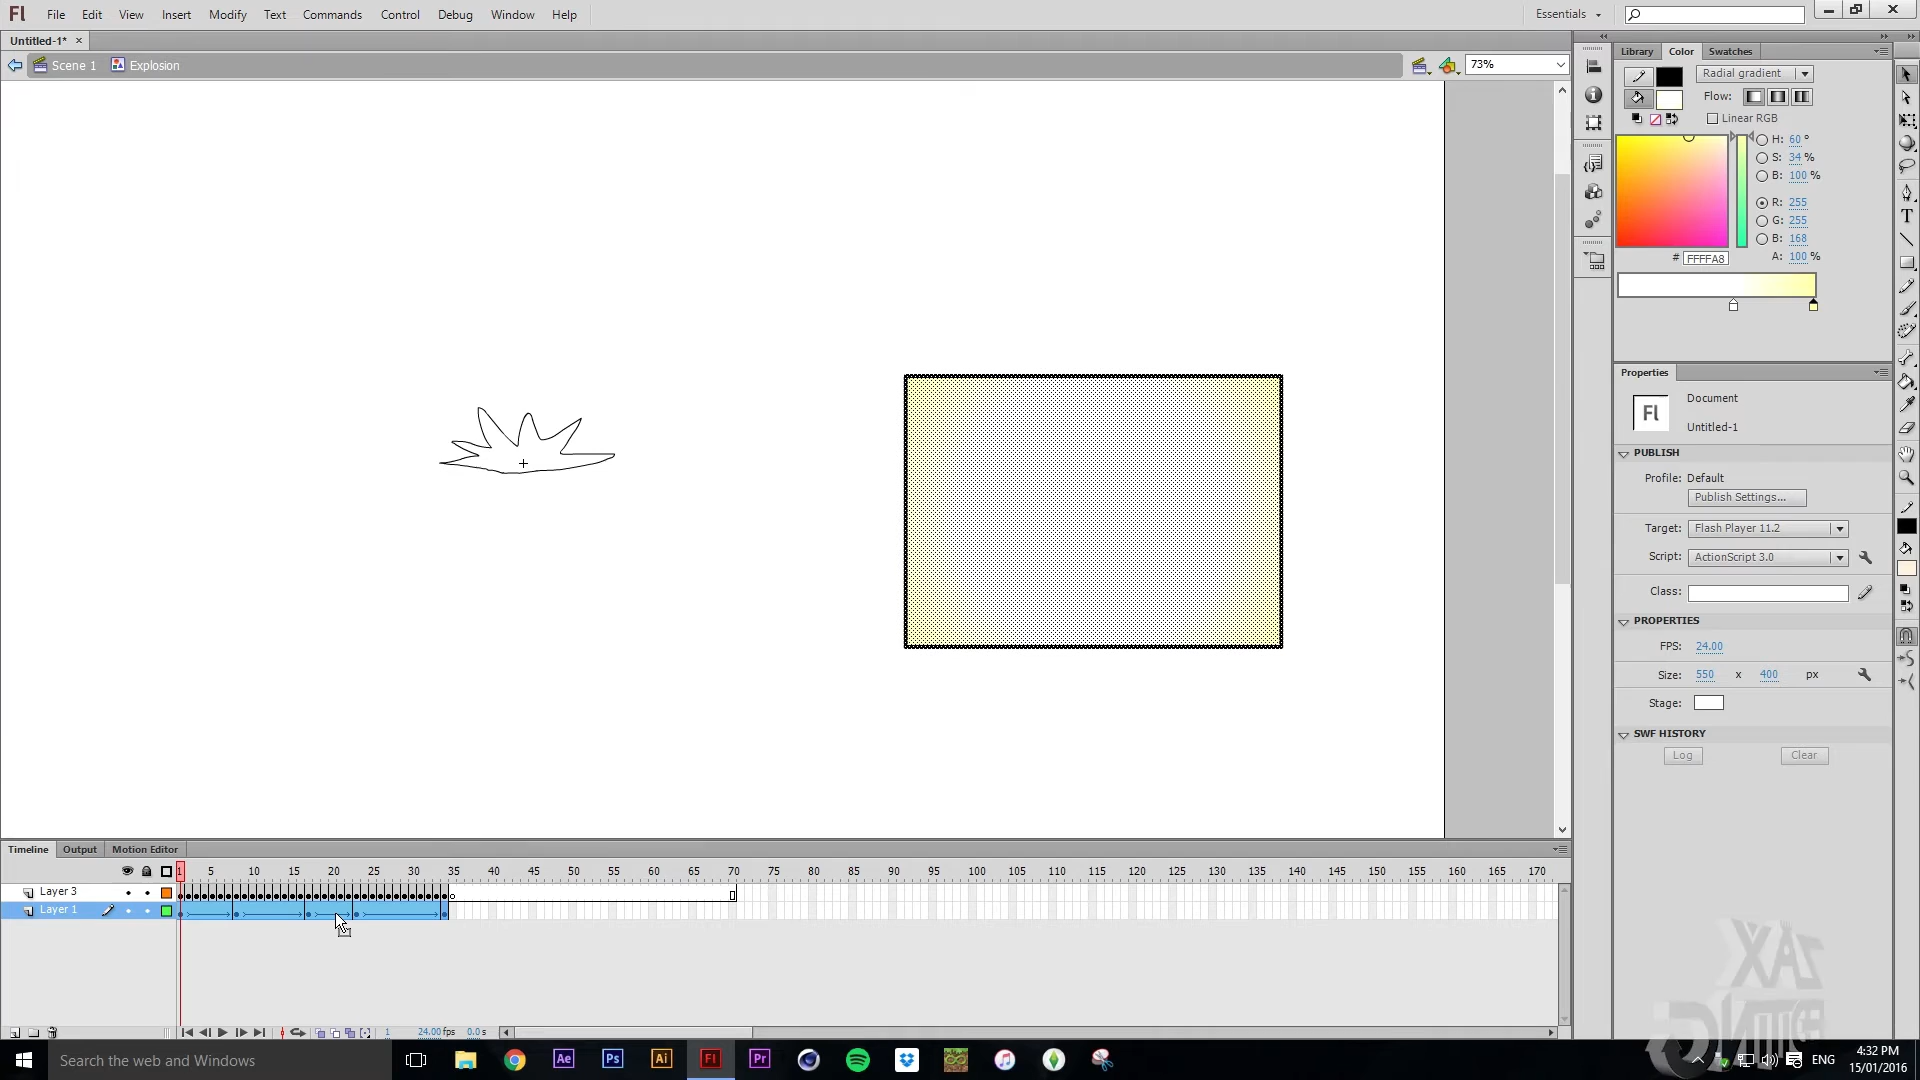 Fl File Edit View Insert Modify Text Commands Control Debug Window Help Essentials
Untitled-1* ×
Scene 1 Explosion 73%
Library Color Swatches
Radial gradient
Flow:
Linear RGB
H: 60 °
S: 34 %
B: 100 %
R: 255
G: 255
B: 168
# FFFFA8 A: 100 %
Properties
Fl Document
Untitled-1
PUBLISH
Profile: Default
Publish Settings...
Target: Flash Player 11.2
Script: ActionScript 3.0
Class:
PROPERTIES
FPS: 24.00
Size: 550 x 400 px
Stage:
SWF HISTORY
Log Clear
Timeline Output Motion Editor
1 5 10 15 20 25 30 35 40 45 50 55 60 65 70 75 80 85 90 95 100 105 110 115 120 125 130 135 140 145 150 155 160 165 170
Layer 3
Layer 1
1 24.00 fps 0.0 s
Search the web and Windows Ae Ps Ai Fl Pr ENG 4:32 PM
15/01/2016